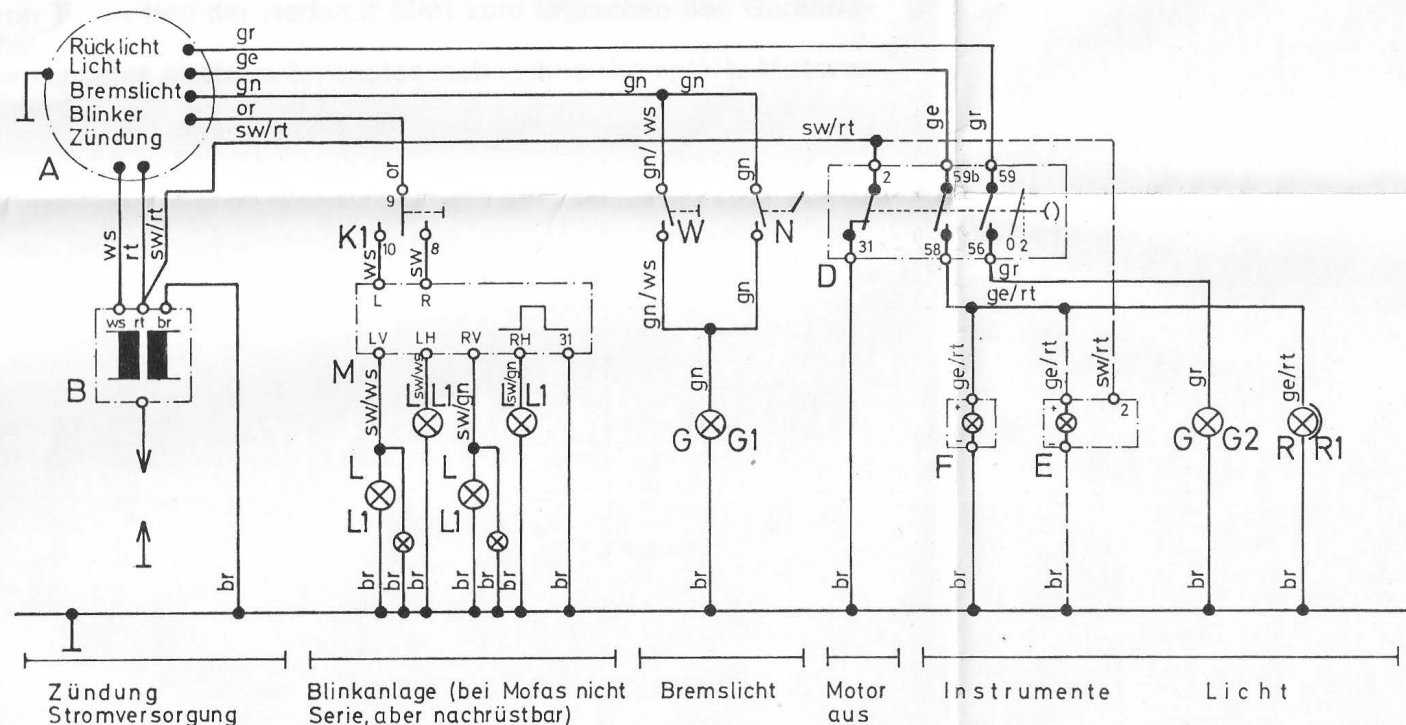 Rücklicht
Licht
Bremslicht
Blinker
Zündung
A
gr
ge
gn
or
sw/rt
gn gn
sw/rt
ws
rt
sw/rt
ws rt br
B
br
or
9
K1
10
8
ws
sw
L R
LV LH RV RH 31
M
sw/ws
sw/ws
sw/gn
sw/gn
L
L1
L L1
L
L1
L L1
br br br br br br br
gn/ws
gn
W N
gn/ws
gn
gn
G G1
br
ge
gr
2 59b 59
31 58 56 0 2
D
gr
ge/rt
br
ge/rt
ge/rt
sw/rt
gr
ge/rt
+ + 2
F E G G2 R R1
br br br br
Zündung
Stromversorgung
Blinkanlage (bei Mofas nicht
Serie, aber nachrüstbar)
Bremslicht
Motor
aus
Instrumente
Licht